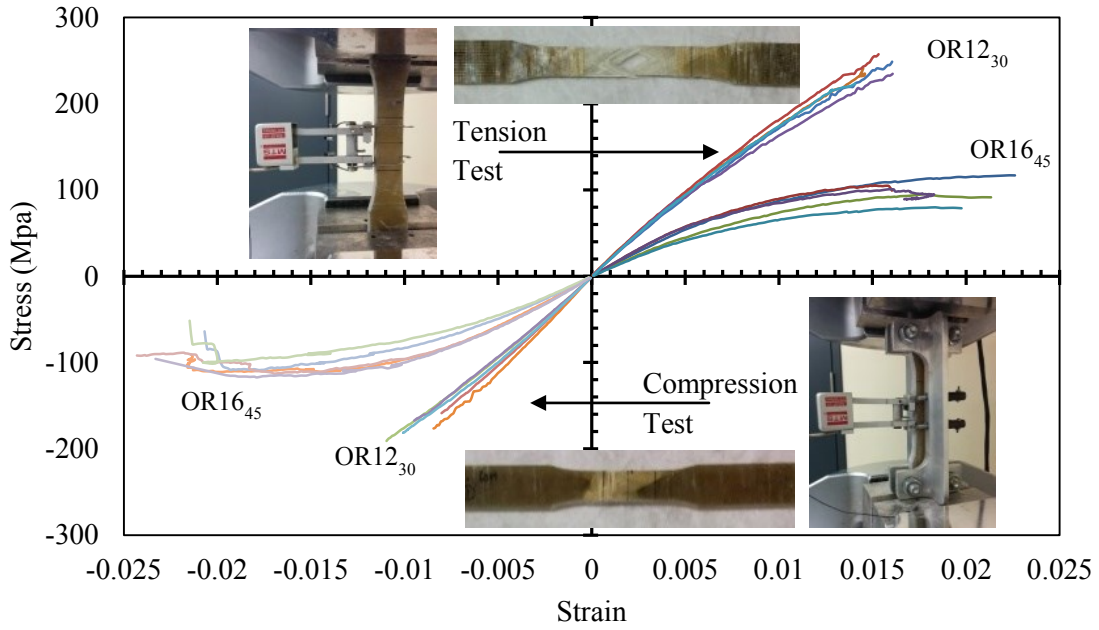 300
200
100
0
-100
-200
-300
Stress (Mpa)
-0.025
-0.02
-0.015
-0.01
-0.005
0
0.005
0.01
0.015
0.02
0.025
Strain
Tension
Test
OR12₃₀
OR16₄₅
MTS
OR16₄₅
OR12₃₀
Compression
Test
MTS